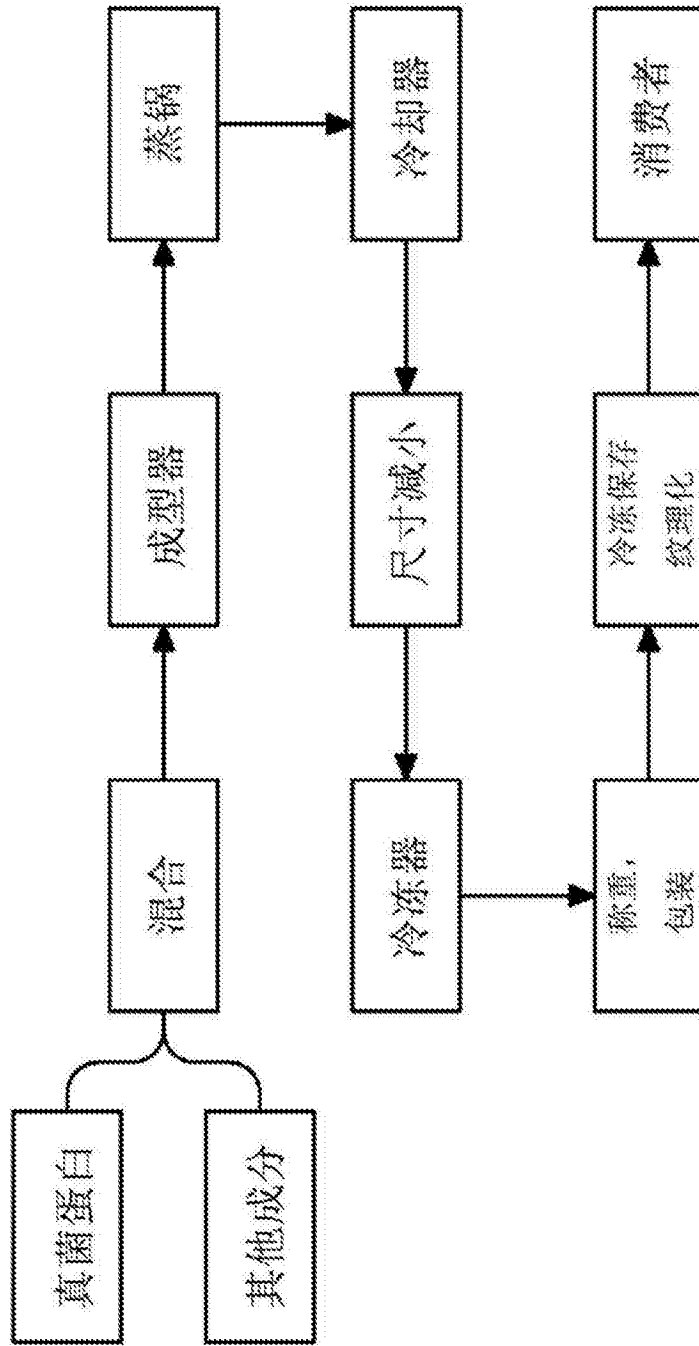 真菌蛋白
其他成分
混合
成型器
蒸锅
冷却器
尺寸减小
冷冻器
称重，
包装
冷冻保存
纹理化
消费者